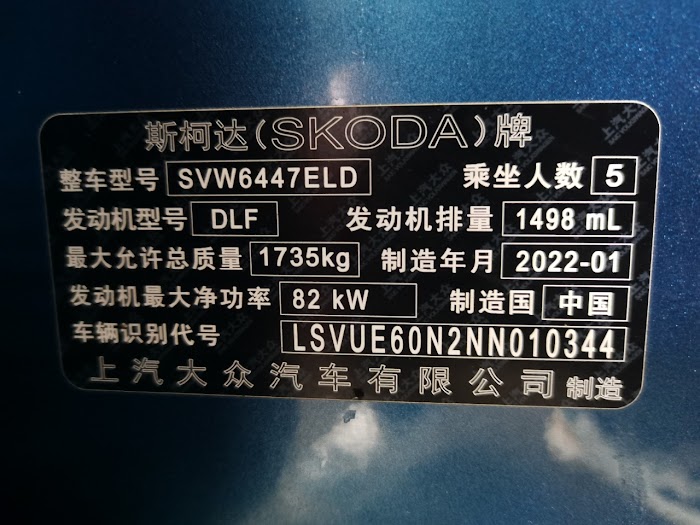 斯柯达(SKODA)牌
整车型号 SVW6447ELD 乘坐人数 5
发动机型号 DLF 发动机排量 1498 mL
最大允许总质量 1735kg 制造年月 2022-01
发动机最大净功率 82 kW 制造国 中国
车辆识别代号 LSVUE60N2NN010344
上汽大众汽车有限公司 制造